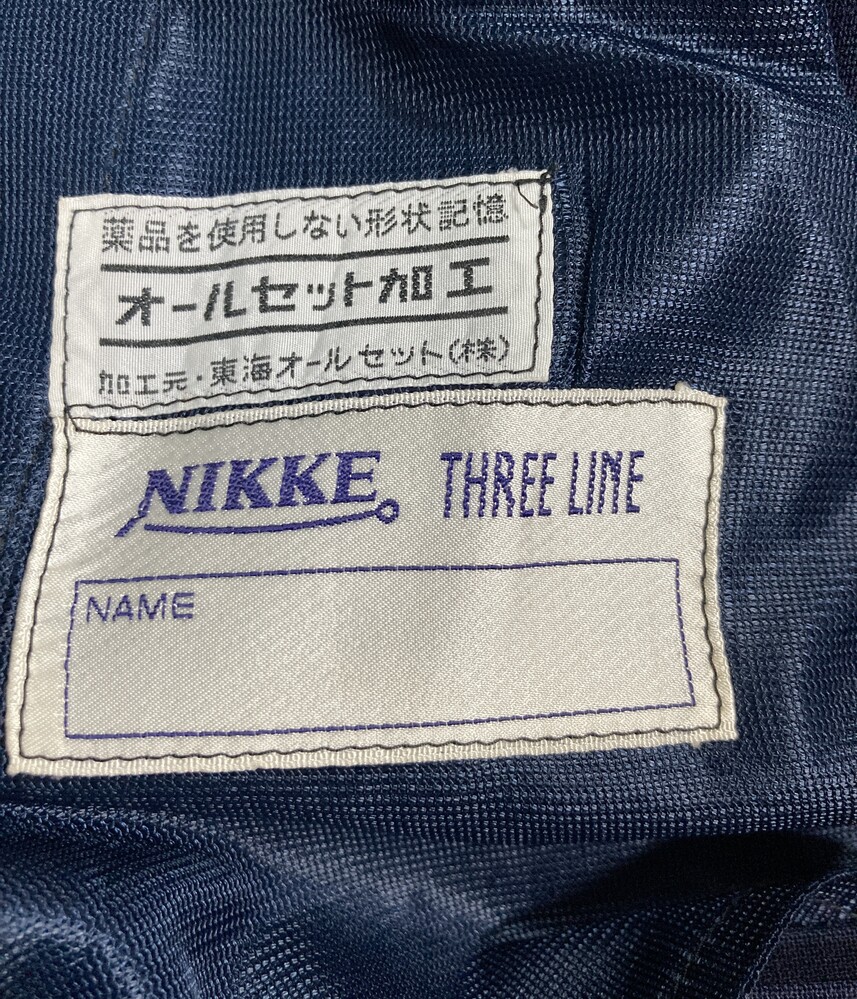 薬品を使用しない形状記憶
オールセット加工
加工元・東海オールセット(株)
NIKKE THREE LINE
NAME